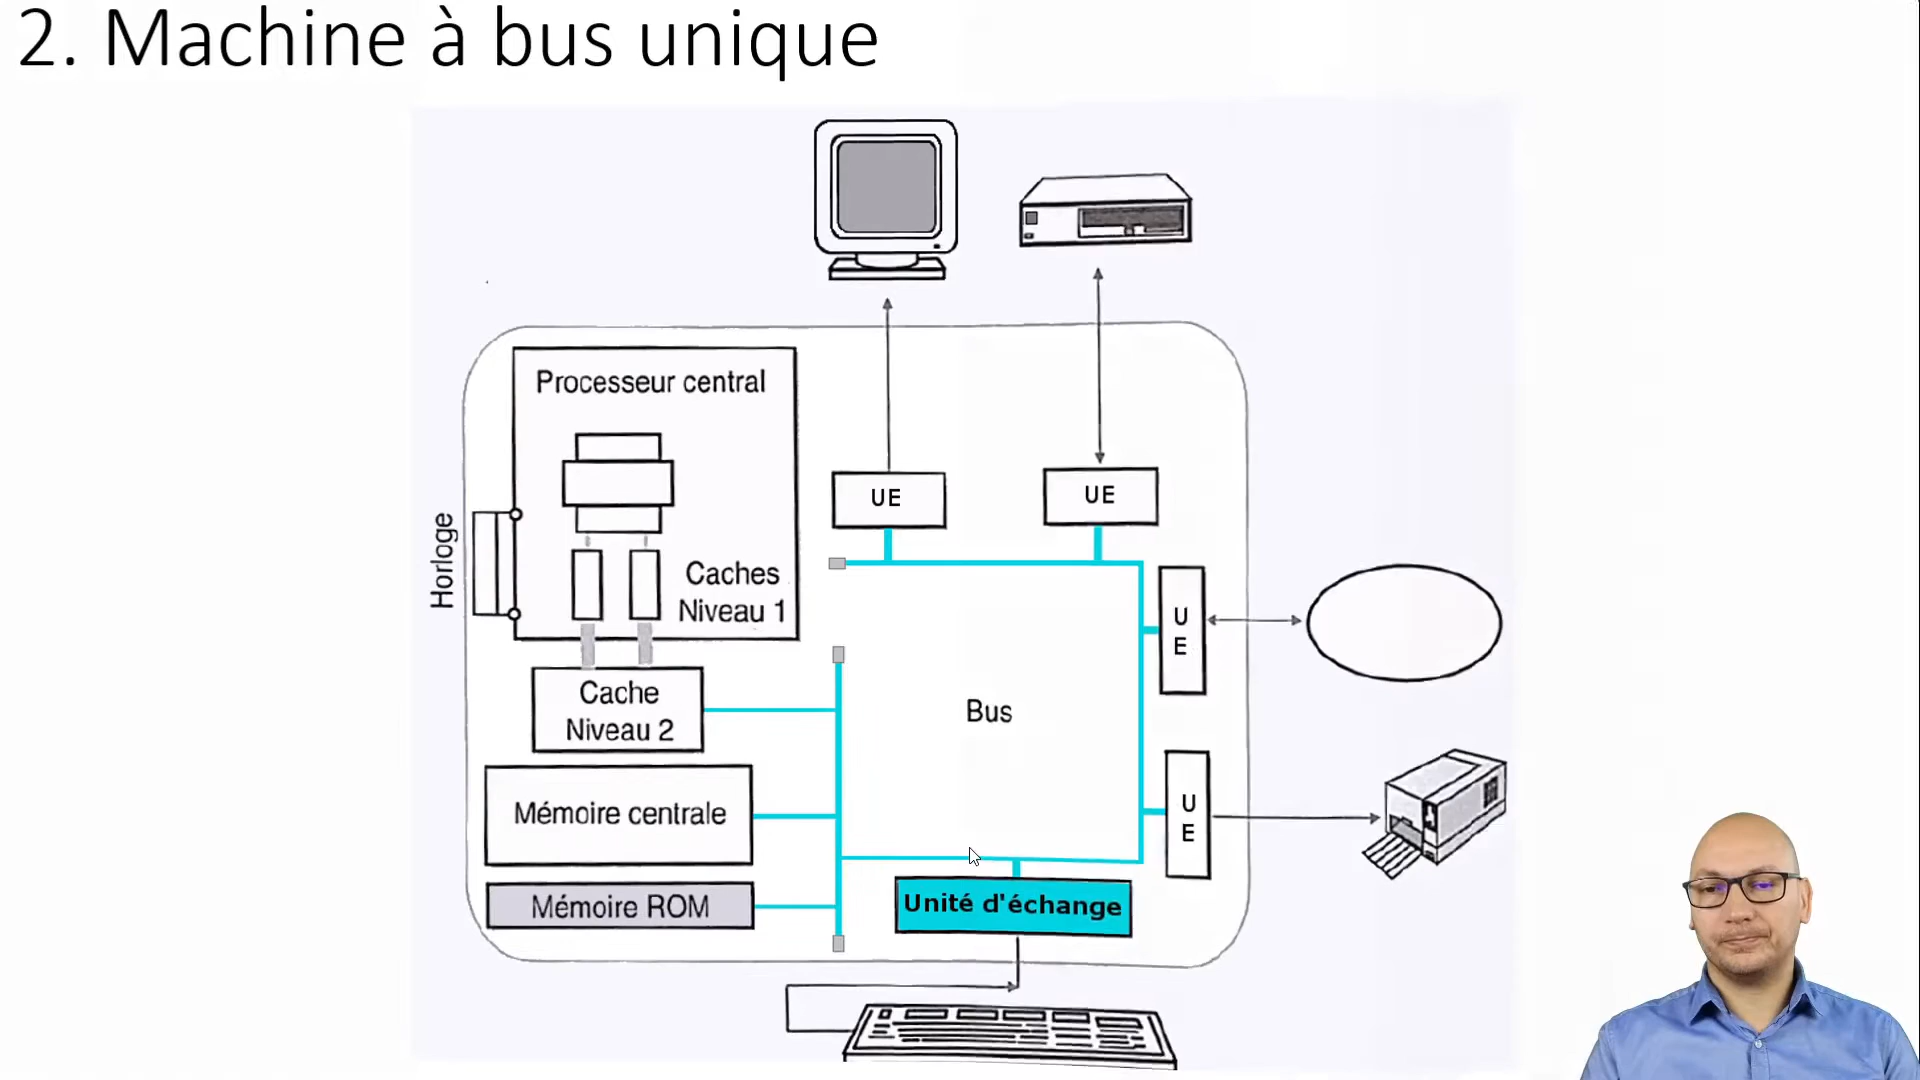 2. Machine à bus unique
Processeur central
Horloge
Caches
Niveau 1
UE
UE
U
E
Cache
Niveau 2
Bus
Mémoire centrale
U
E
Mémoire ROM
Unité d'échange